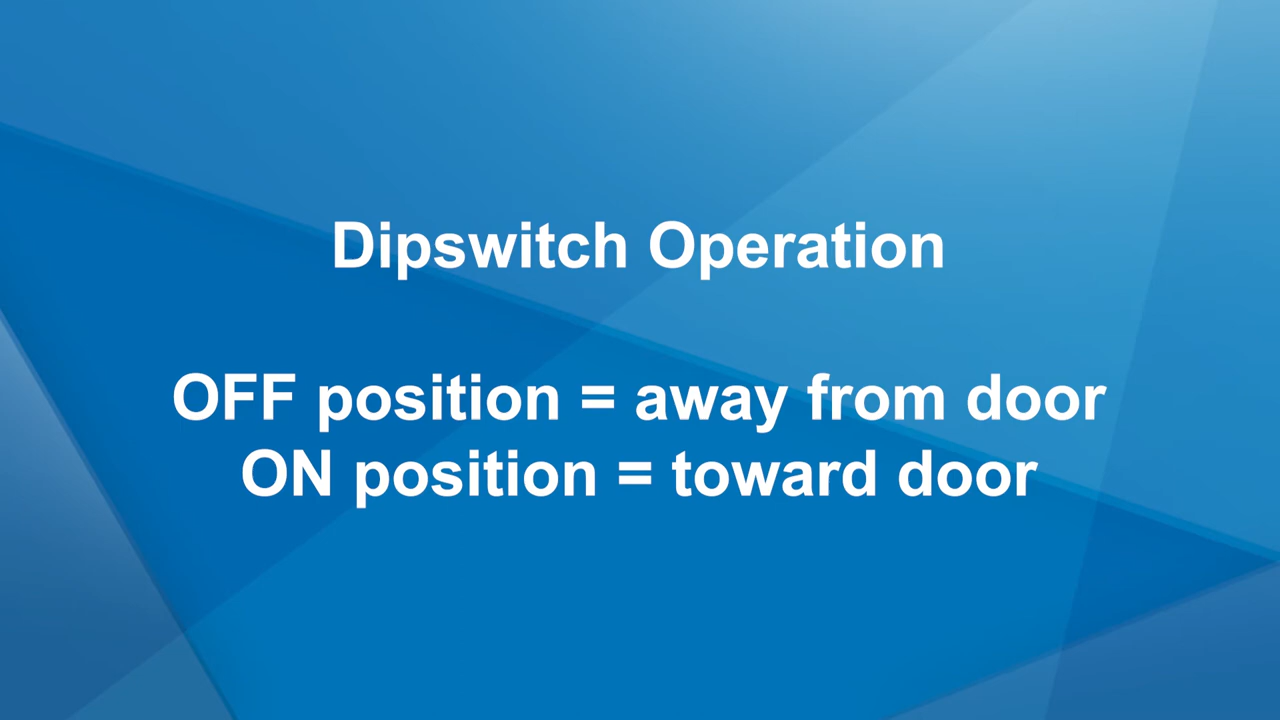 Dipswitch Operation
OFF position = away from door
ON position = toward door